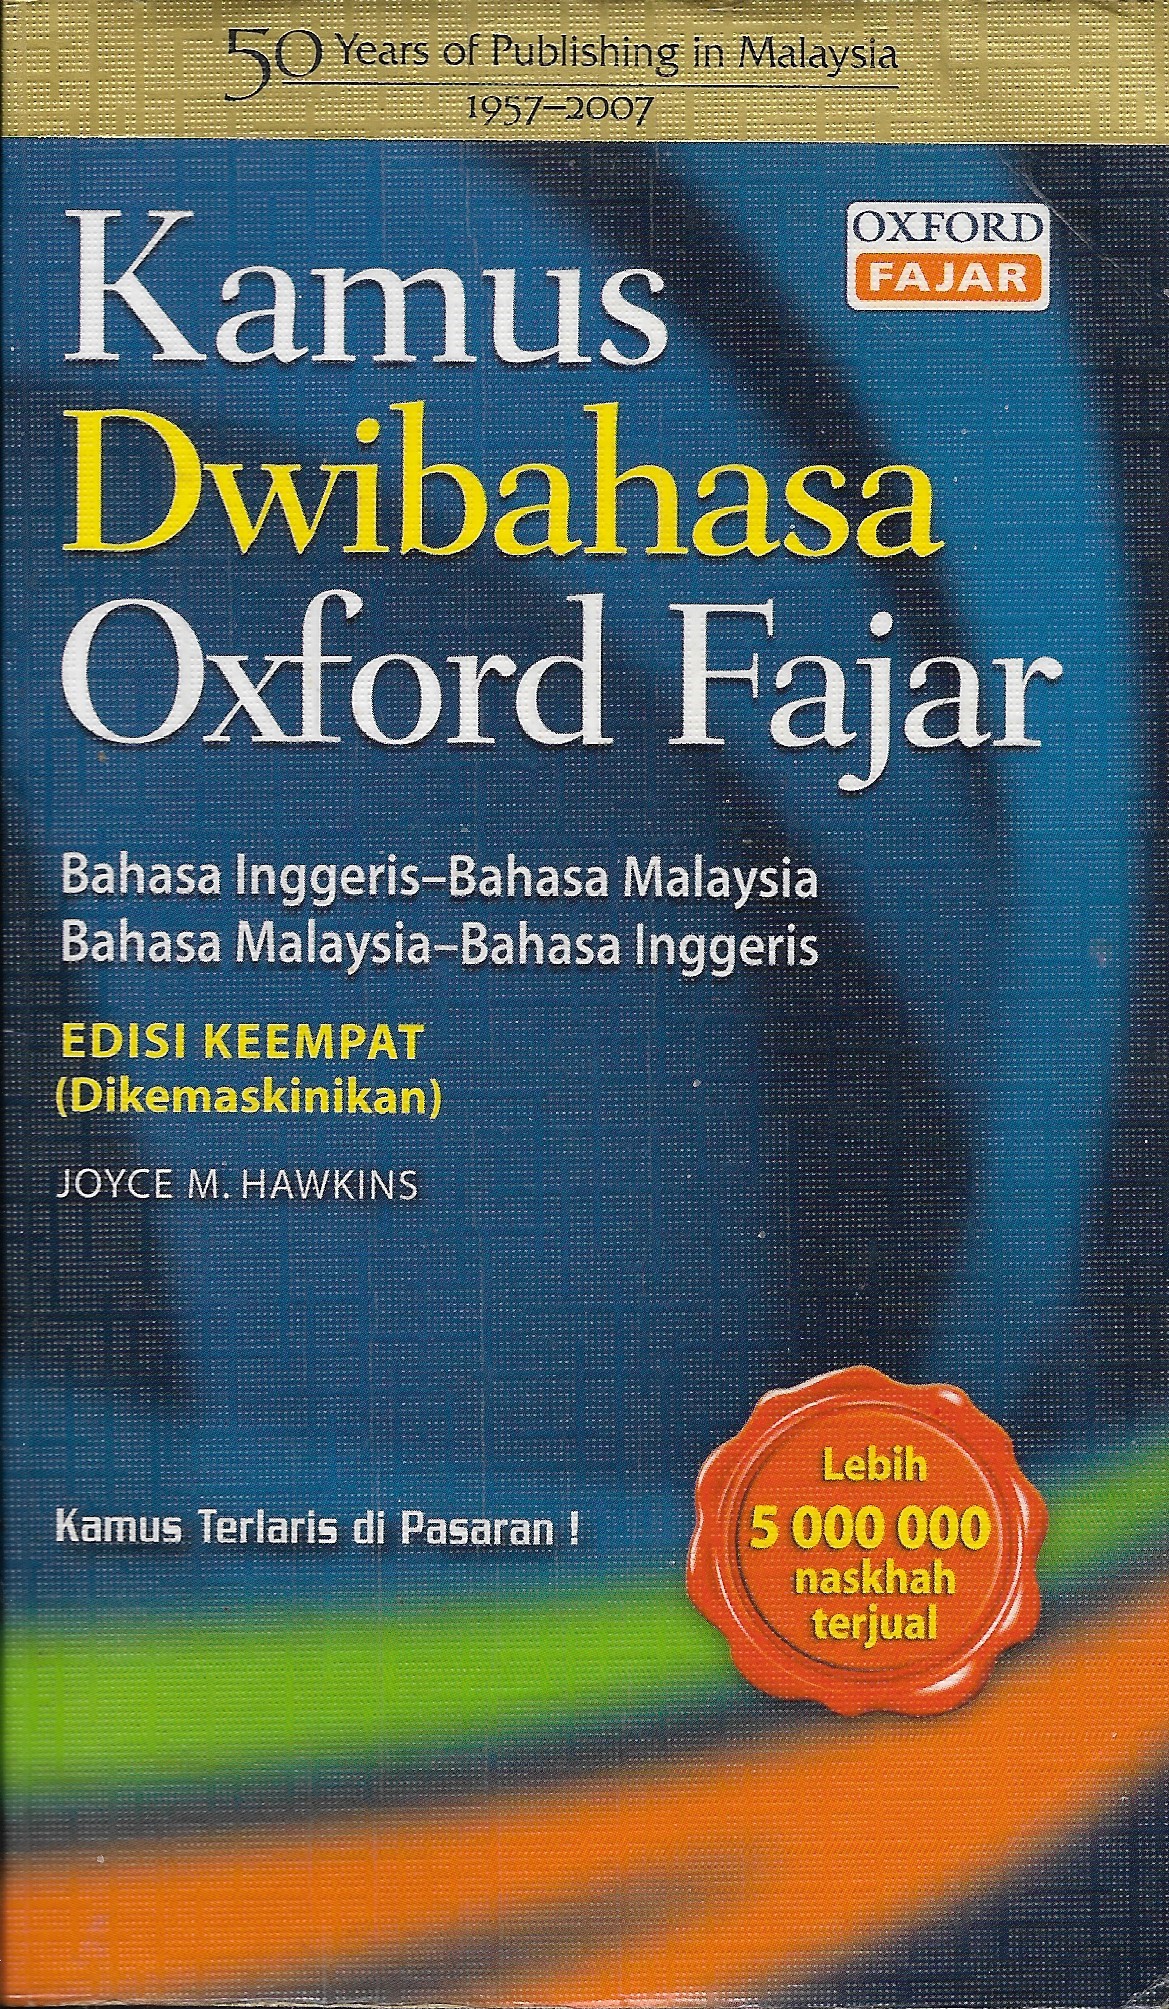 50 Years of Publishing in Malaysia
1957–2007
OXFORD
FAJAR
Kamus
Dwibahasa
Oxford Fajar
Bahasa Inggeris–Bahasa Malaysia
Bahasa Malaysia–Bahasa Inggeris
EDISI KEEMPAT
(Dikemaskinikan)
JOYCE M. HAWKINS
Kamus Terlaris di Pasaran !
Lebih
5 000 000
naskhah
terjual